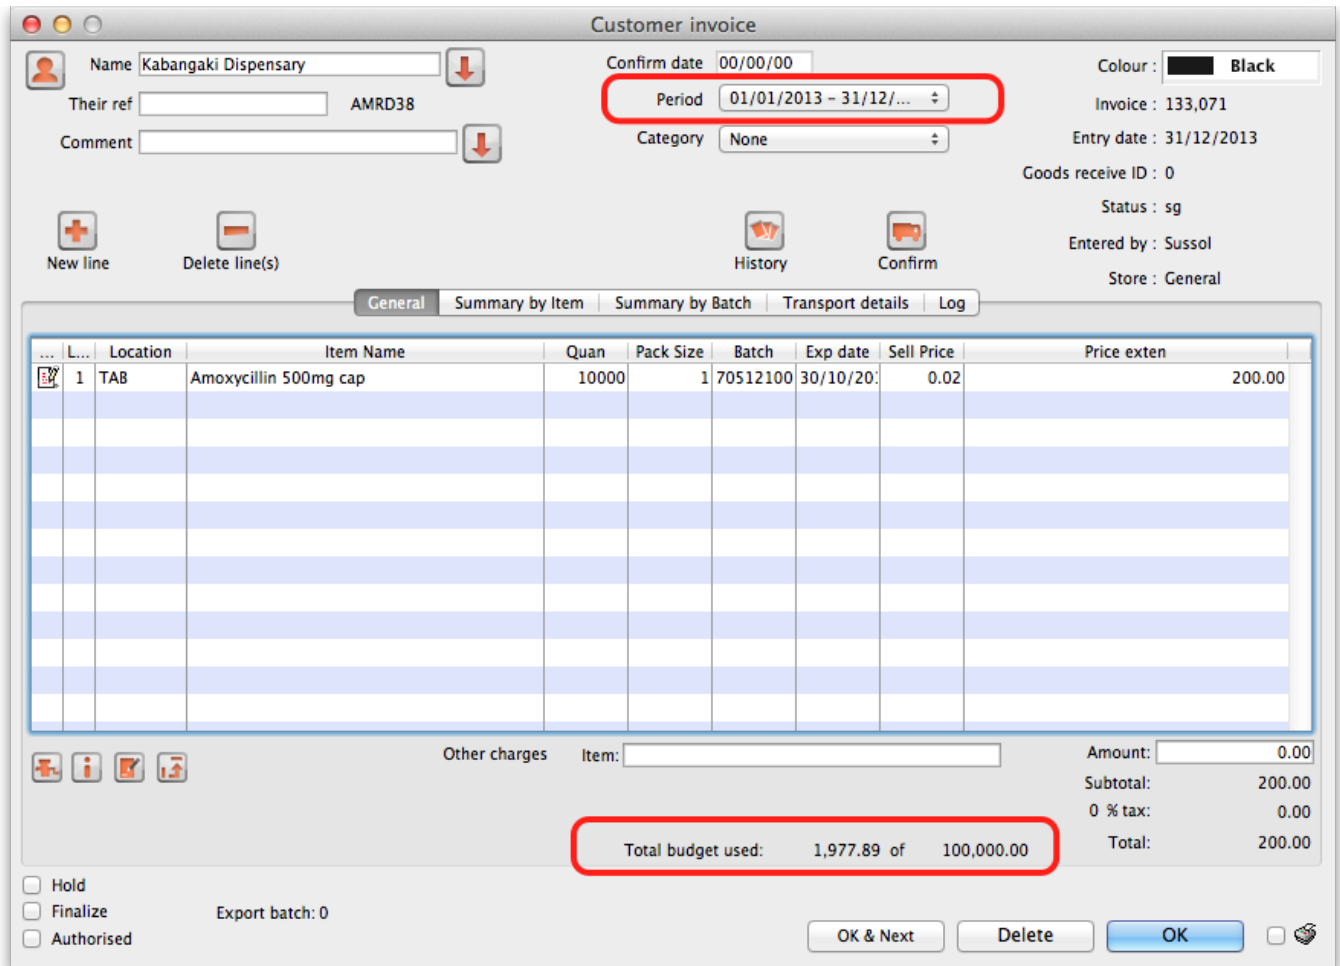 Customer invoice
Name Kabangaki Dispensary Confirm date 00/00/00 Colour : Black
Their ref AMRD38 Period 01/01/2013 - 31/12/... Invoice : 133,071
Comment Category None Entry date : 31/12/2013
Goods receive ID : 0
Status : sg
Entered by : Sussol
New line Delete line(s) History Confirm
Store : General
General Summary by Item Summary by Batch Transport details Log
... L... Location Item Name Quan Pack Size Batch Exp date Sell Price Price exten
1 TAB Amoxycillin 500mg cap 10000 1 70512100 30/10/20: 0.02 200.00
Other charges Item: Amount: 0.00
Subtotal: 200.00
0 % tax: 0.00
Total budget used: 1,977.89 of 100,000.00 Total: 200.00
Hold
Finalize Export batch: 0
Authorised OK & Next Delete OK